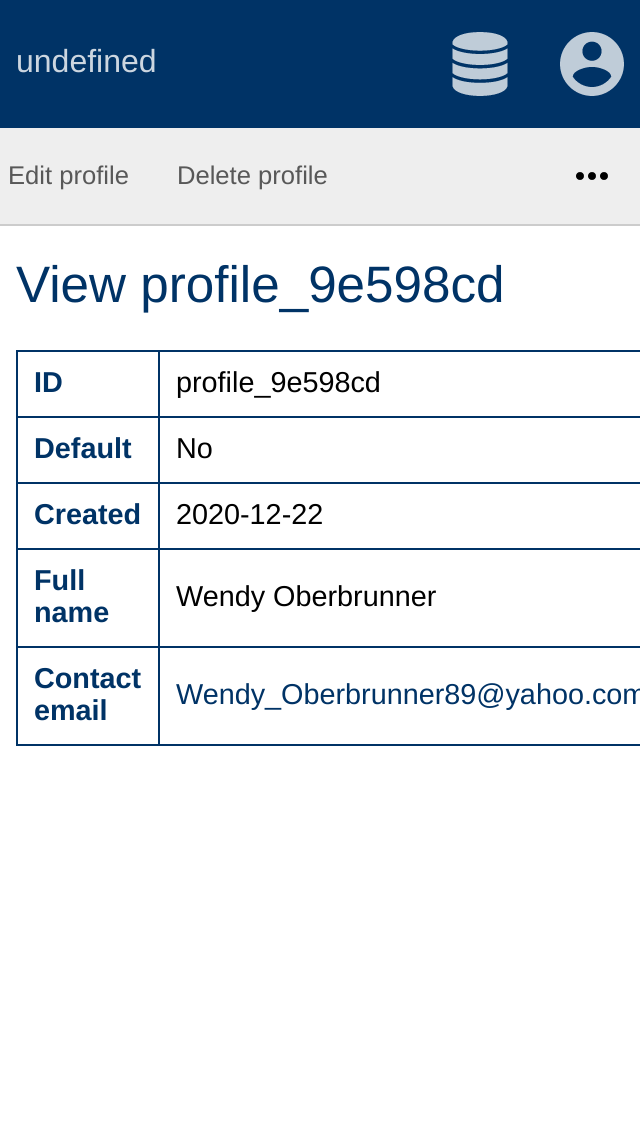 undefined
Edit profile Delete profile
View profile_9e598cd
ID profile_9e598cd
Default No
Created 2020-12-22
Full
name Wendy Oberbrunner
Contact
email Wendy_Oberbrunner89@yahoo.com